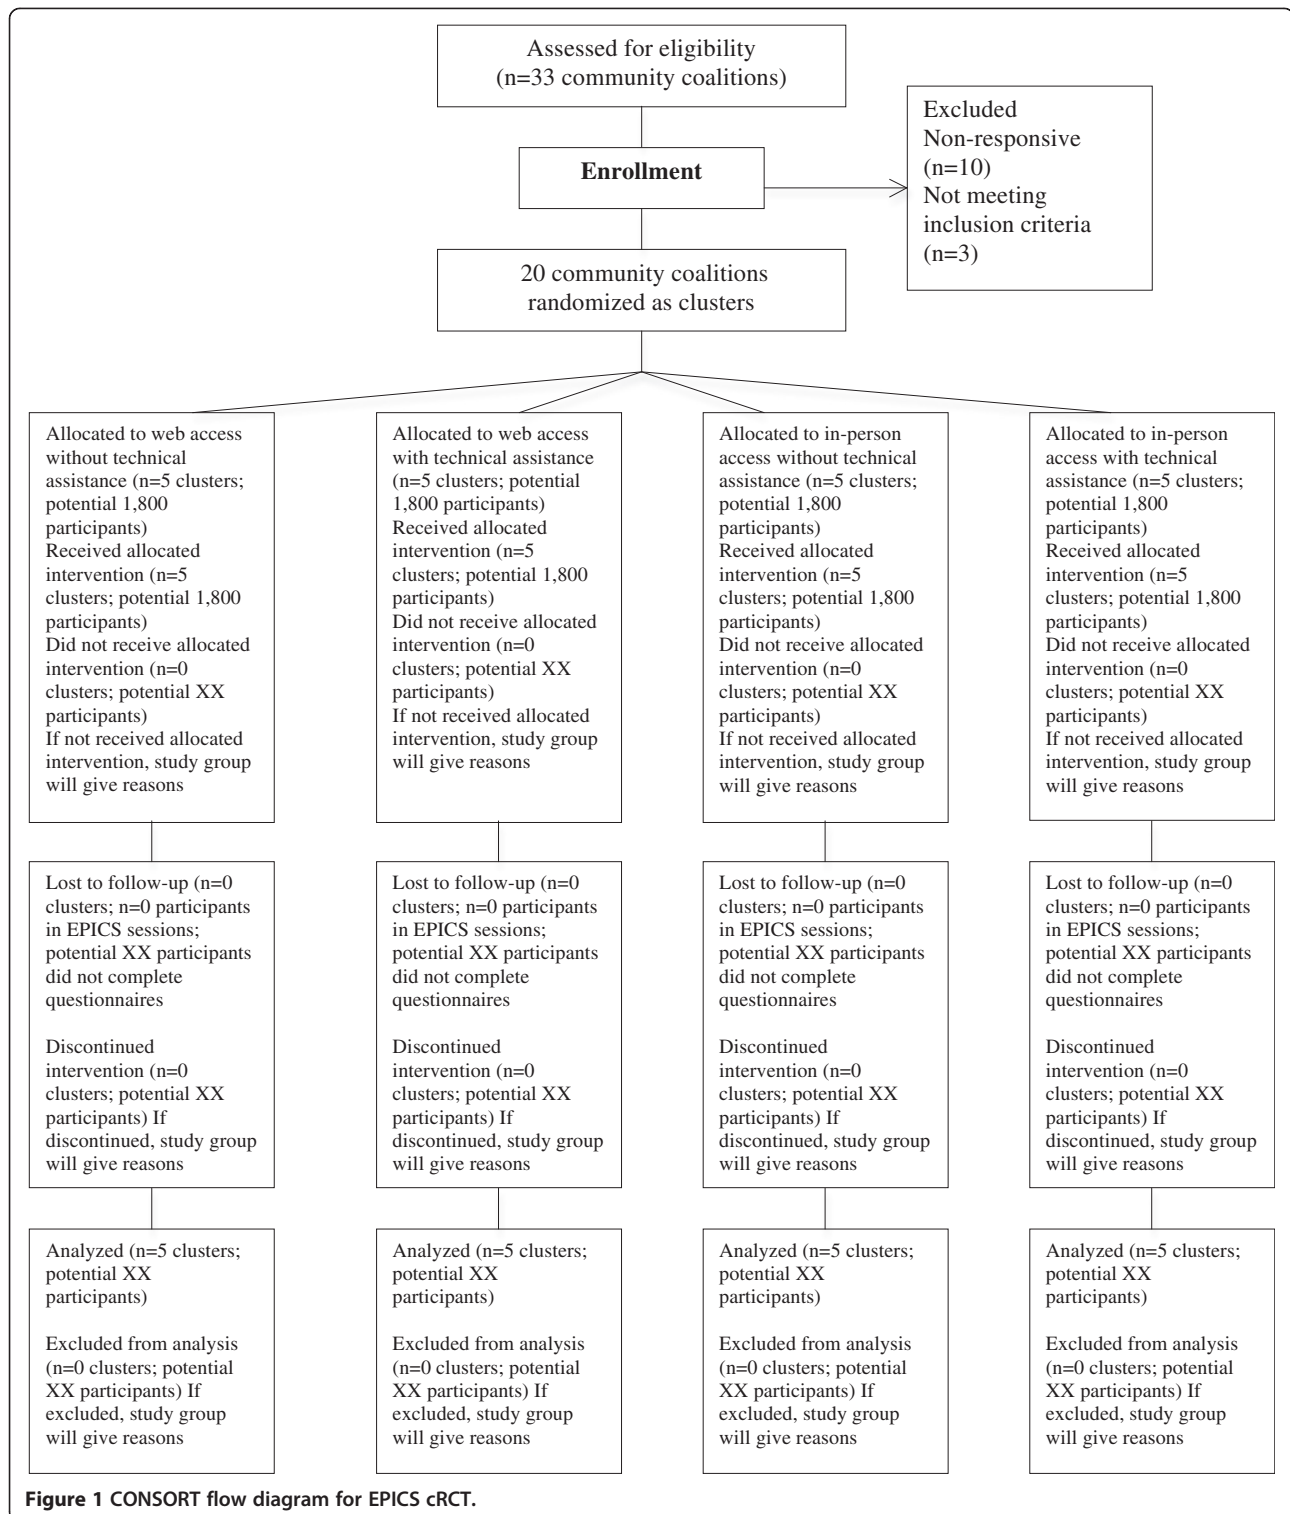 Assessed for eligibility
(n=33 community coalitions)
Enrollment
Excluded
Non-responsive
(n=10)
Not meeting
inclusion criteria
(n=3)
20 community coalitions
randomized as clusters
Allocated to web access
without technical
assistance (n=5 clusters;
potential 1,800
participants)
Received allocated
intervention (n=5
clusters; potential 1,800
participants)
Did not receive allocated
intervention (n=0
clusters; potential XX
participants)
If not received allocated
intervention, study group
will give reasons
Allocated to web access
with technical assistance
(n=5 clusters; potential
1,800 participants)
Received allocated
intervention (n=5
clusters; potential 1,800
participants)
Did not receive allocated
intervention (n=0
clusters; potential XX
participants)
If not received allocated
intervention, study group
will give reasons
Allocated to in-person
access without technical
assistance (n=5 clusters;
potential 1,800
participants)
Received allocated
intervention (n=5
clusters; potential 1,800
participants)
Did not receive allocated
intervention (n=0
clusters; potential XX
participants)
If not received allocated
intervention, study group
will give reasons
Allocated to in-person
access with technical
assistance (n=5 clusters;
potential 1,800
participants)
Received allocated
intervention (n=5
clusters; potential 1,800
participants)
Did not receive allocated
intervention (n=0
clusters; potential XX
participants)
If not received allocated
intervention, study group
will give reasons
Lost to follow-up (n=0
clusters; n=0 participants
in EPICS sessions;
potential XX participants
did not complete
questionnaires
Discontinued
intervention (n=0
clusters; potential XX
participants) If
discontinued, study group
will give reasons
Lost to follow-up (n=0
clusters; n=0 participants
in EPICS sessions;
potential XX participants
did not complete
questionnaires
Discontinued
intervention (n=0
clusters; potential XX
participants) If
discontinued, study group
will give reasons
Lost to follow-up (n=0
clusters; n=0 participants
in EPICS sessions;
potential XX participants
did not complete
questionnaires
Discontinued
intervention (n=0
clusters; potential XX
participants) If
discontinued, study group
will give reasons
Lost to follow-up (n=0
clusters; n=0 participants
in EPICS sessions;
potential XX participants
did not complete
questionnaires
Discontinued
intervention (n=0
clusters; potential XX
participants) If
discontinued, study group
will give reasons
Analyzed (n=5 clusters;
potential XX
participants)
Excluded from analysis
(n=0 clusters; potential
XX participants) If
excluded, study group
will give reasons
Analyzed (n=5 clusters;
potential XX
participants)
Excluded from analysis
(n=0 clusters; potential
XX participants) If
excluded, study group
will give reasons
Analyzed (n=5 clusters;
potential XX
participants)
Excluded from analysis
(n=0 clusters; potential
XX participants) If
excluded, study group
will give reasons
Analyzed (n=5 clusters;
potential XX
participants)
Excluded from analysis
(n=0 clusters; potential
XX participants) If
excluded, study group
will give reasons
Figure 1 CONSORT flow diagram for EPICS cRCT.